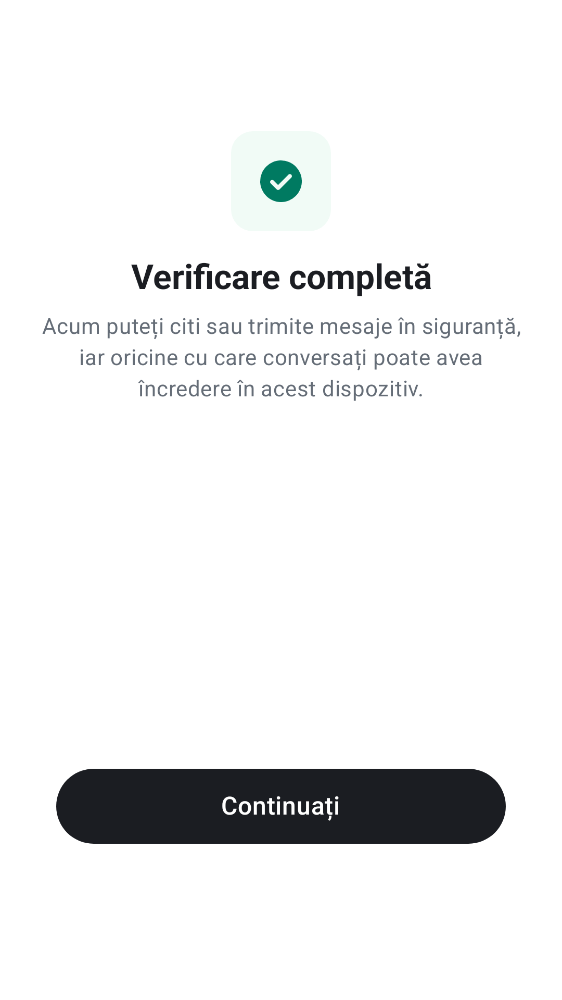 Verificare completă
Acum puteți citi sau trimite mesaje în siguranță,
iar oricine cu care conversați poate avea
încredere în acest dispozitiv.
Continuați